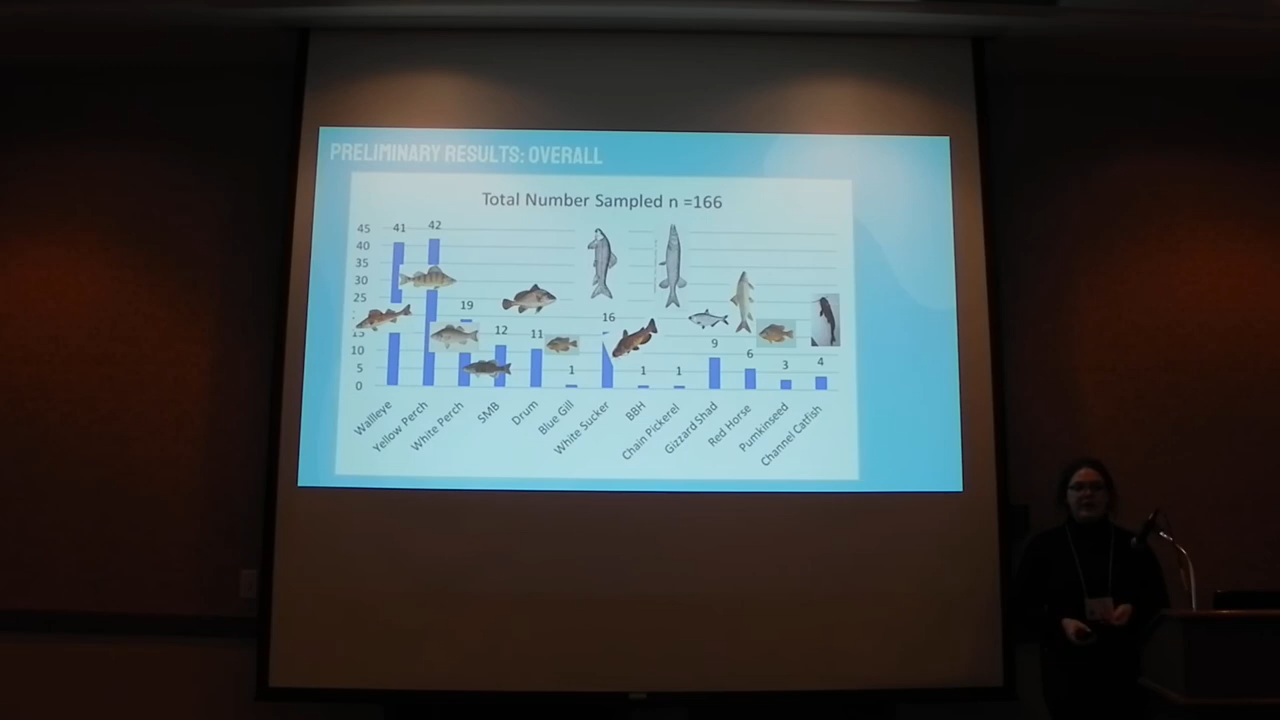 PRELIMINARY RESULTS: OVERALL
Total Number Sampled n =166
45
40
35
30
25
15
10
5
0
41
42
19
12
11
1
16
1
1
9
6
3
4
Wallleye
Yellow Perch
White Perch
SMB
Drum
Blue Gill
White Sucker
BBH
Chain Pickerel
Gizzard Shad
Red Horse
Pumkinseed
Channel Catfish